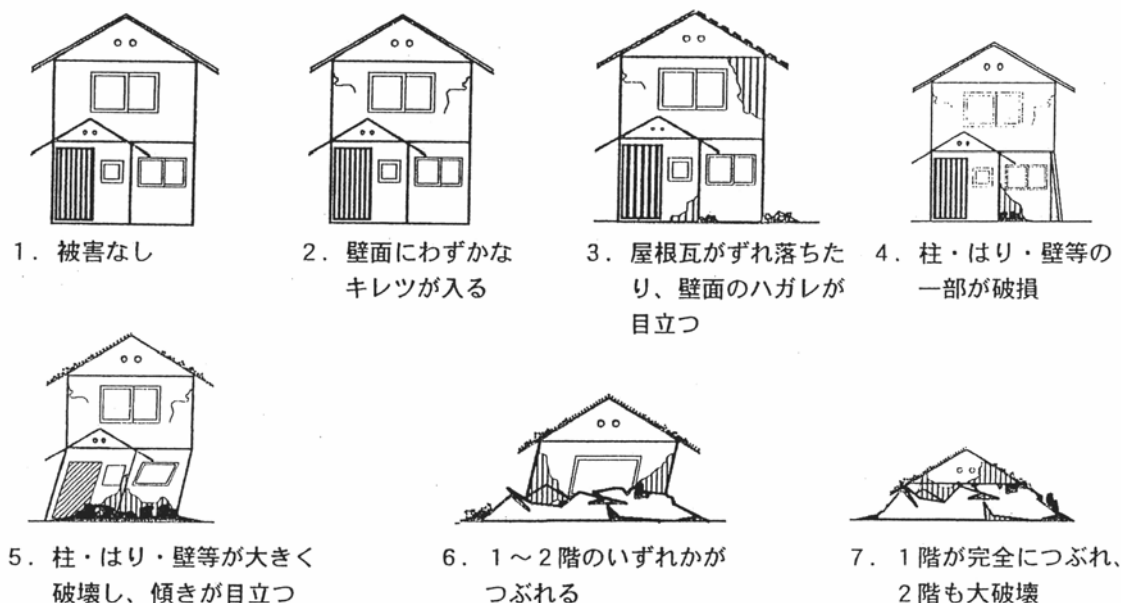 1．被害なし
2．壁面にわずかな
キレツが入る
3．屋根瓦がずれ落ちた
り、壁面のハガレが
目立つ
4．柱・はり・壁等の
一部が破損
5．柱・はり・壁等が大きく
破壊し、傾きが目立つ
6．1～2階のいずれかが
つぶれる
7．1階が完全につぶれ、
2階も大破壊